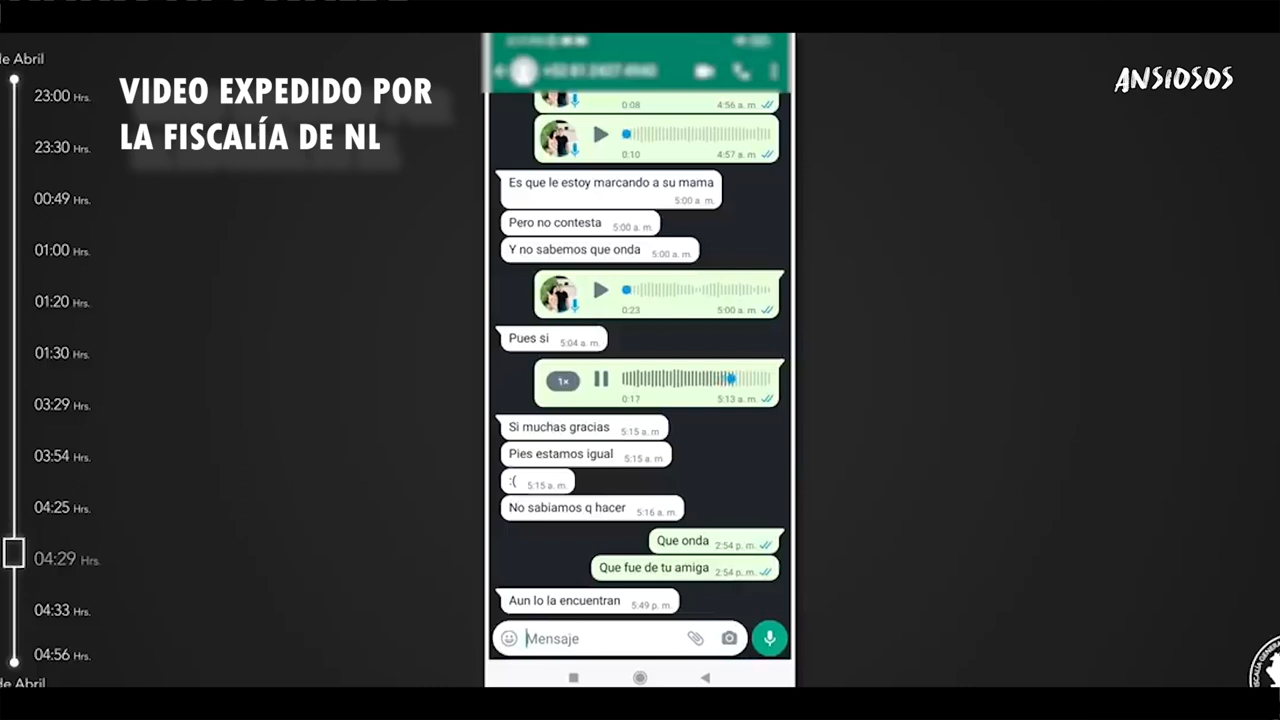 de Abril
23:00 Hrs.
23:30 Hrs.
00:49 Hrs.
01:00 Hrs.
01:20 Hrs.
01:30 Hrs.
03:29 Hrs.
03:54 Hrs.
04:25 Hrs.
04:29 Hrs.
04:33 Hrs.
04:56 Hrs.
de Abril
VIDEO EXPEDIDO POR
LA FISCALÍA DE NL
ANSIOSOS
0:08 4:56 a. m.
0:10 4:57 a. m.
Es que le estoy marcando a su mama
5:00 a. m.
Pero no contesta 5:00 a. m.
Y no sabemos que onda 5:00 a. m.
0:23 5:00 a. m.
Pues si 5:04 a. m.
1×
0:17 5:13 a. m.
Si muchas gracias 5:15 a. m
Pies estamos igual 5:15 a. m.
:( 5:15 a. m.
No sabiamos q hacer 5:16 a. m.
Que onda 2:54 p. m.
Que fue de tu amiga 2:54 p. m.
Aun lo la encuentran 5:49 p. m.
Mensaje